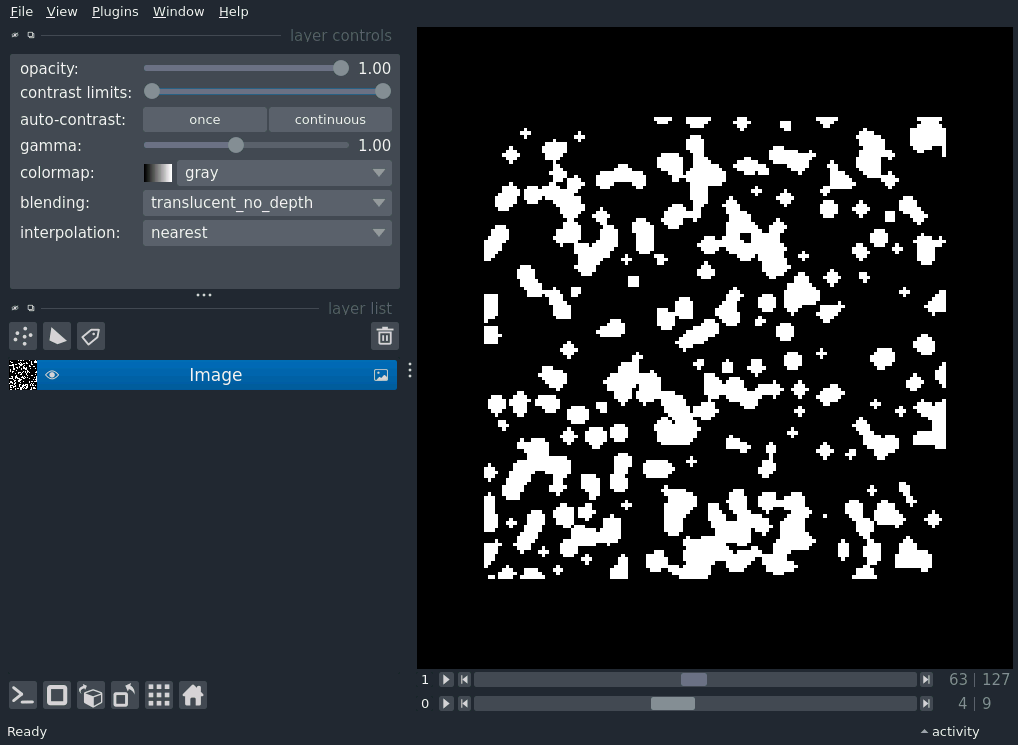 File View Plugins Window Help
layer controls
opacity: 1.00
contrast limits:
auto-contrast: once continuous
gamma: 1.00
colormap: gray
blending: translucent_no_depth
interpolation: nearest
layer list
Image
1 63 | 127
0 4 | 9
Ready activity